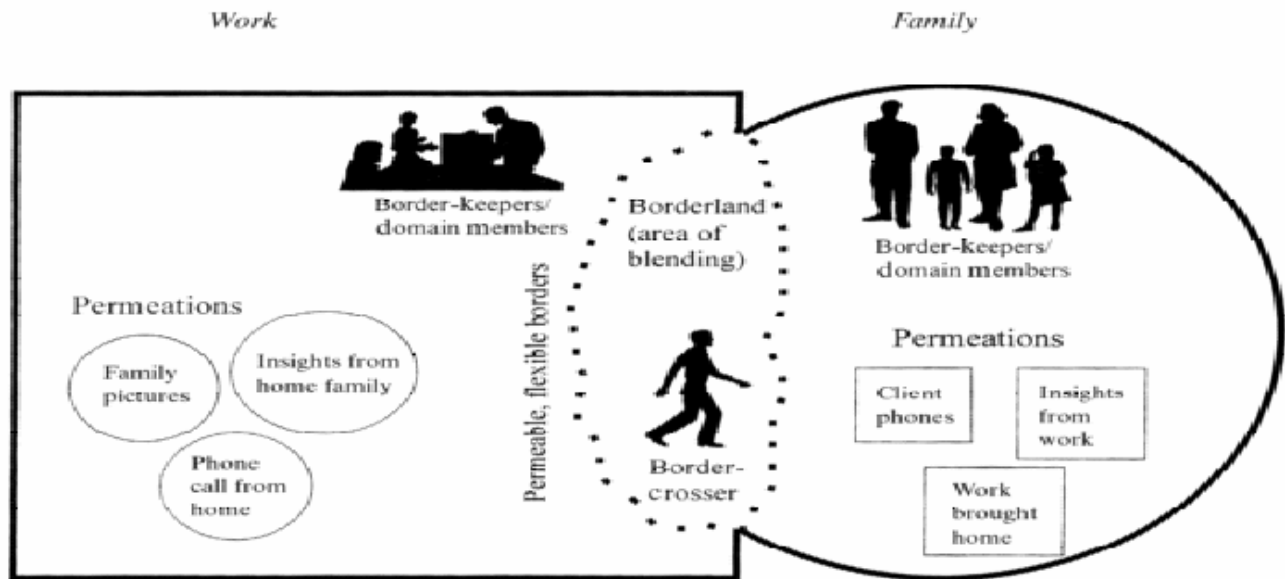 Work
Family
Border-keepers/
domain members
Permeations
Family
pictures
Insights from
home family
Phone
call from
home
Permeable, flexible borders
Borderland
(area of
blending)
Border-
crosser
Border-keepers/
domain members
Permeations
Client
phones
Insights
from
work
Work
brought
home